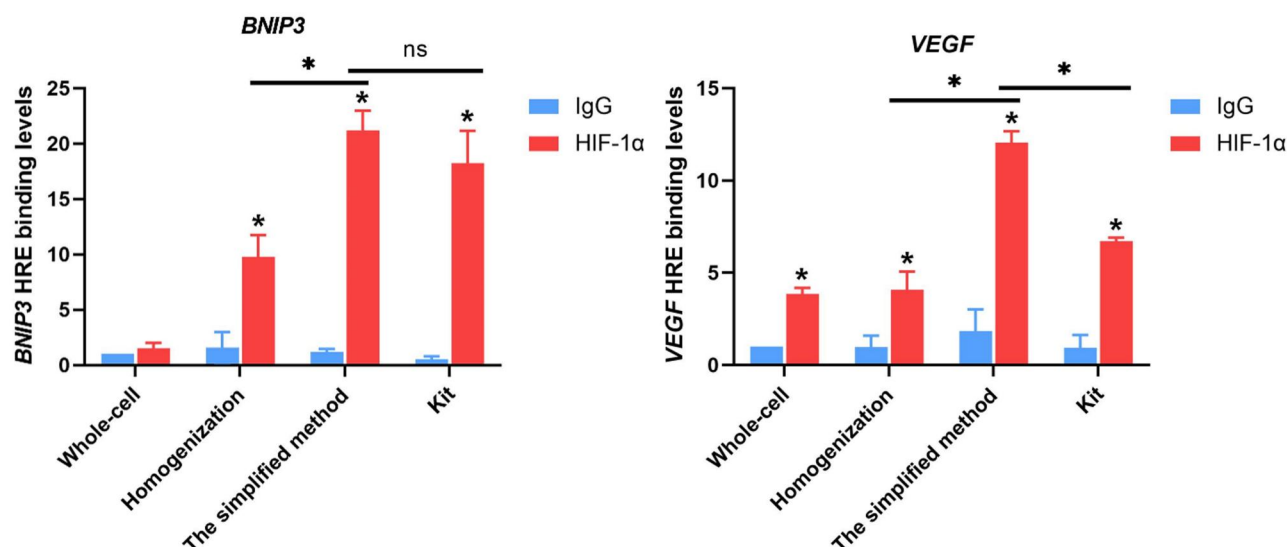 BNIP3
ns
*
*
*
*
BNIP3 HRE binding levels
25
20
15
10
5
0
Whole-cell
Homogenization
The simplified method
Kit
IgG
HIF-1α
VEGF
*
*
*
*
*
*
VEGF HRE binding levels
15
10
5
0
Whole-cell
Homogenization
The simplified method
Kit
IgG
HIF-1α